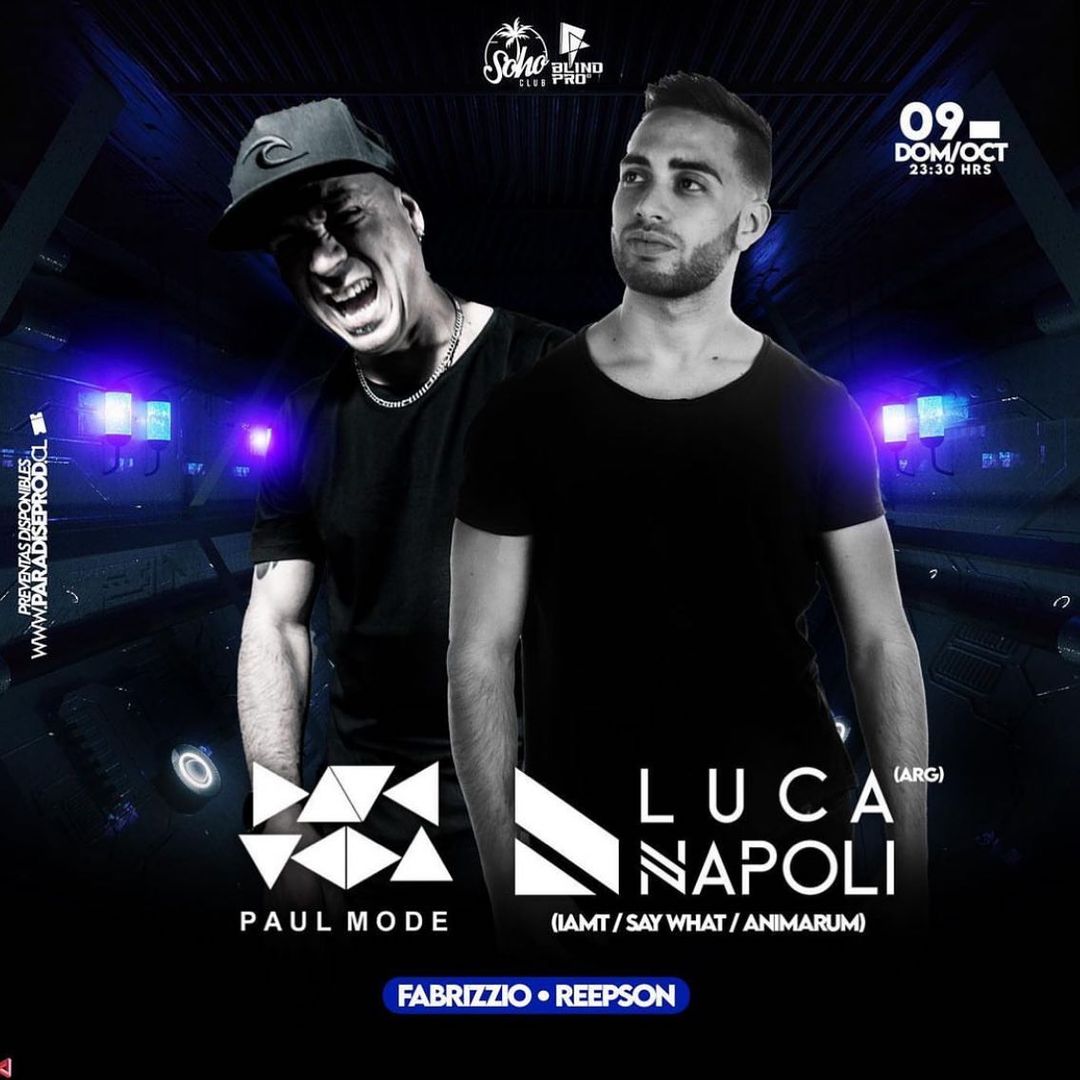 Soho
CLUB
BLIND
PRO
09
DOM/OCT
23:30 HRS
PREVENTAS DISPONIBLES
WWW.PARADISEPROD.CL
PAUL MODE
LUCA (ARG)
NAPOLI
(IAMT / SAY WHAT / ANIMARUM)
FABRIZZIO • REEPSON